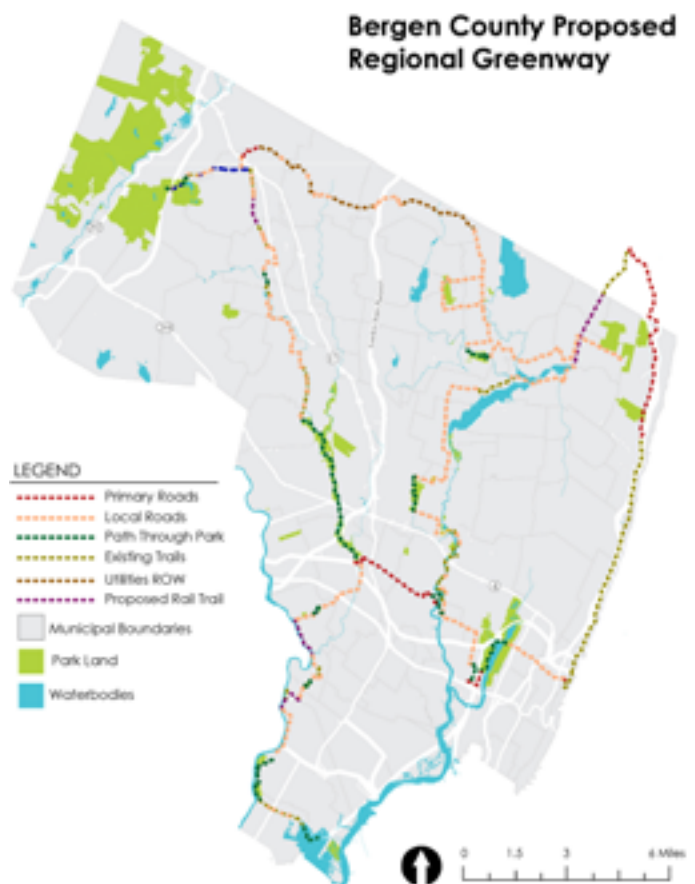 Bergen County Proposed
Regional Greenway
LEGEND
Primary Roads
Local Roads
Path Through Park
Existing Trails
Utilities ROW
Proposed Rail Trail
Municipal Boundaries
Park Land
Waterbodies
0 1.5 3 6 Miles